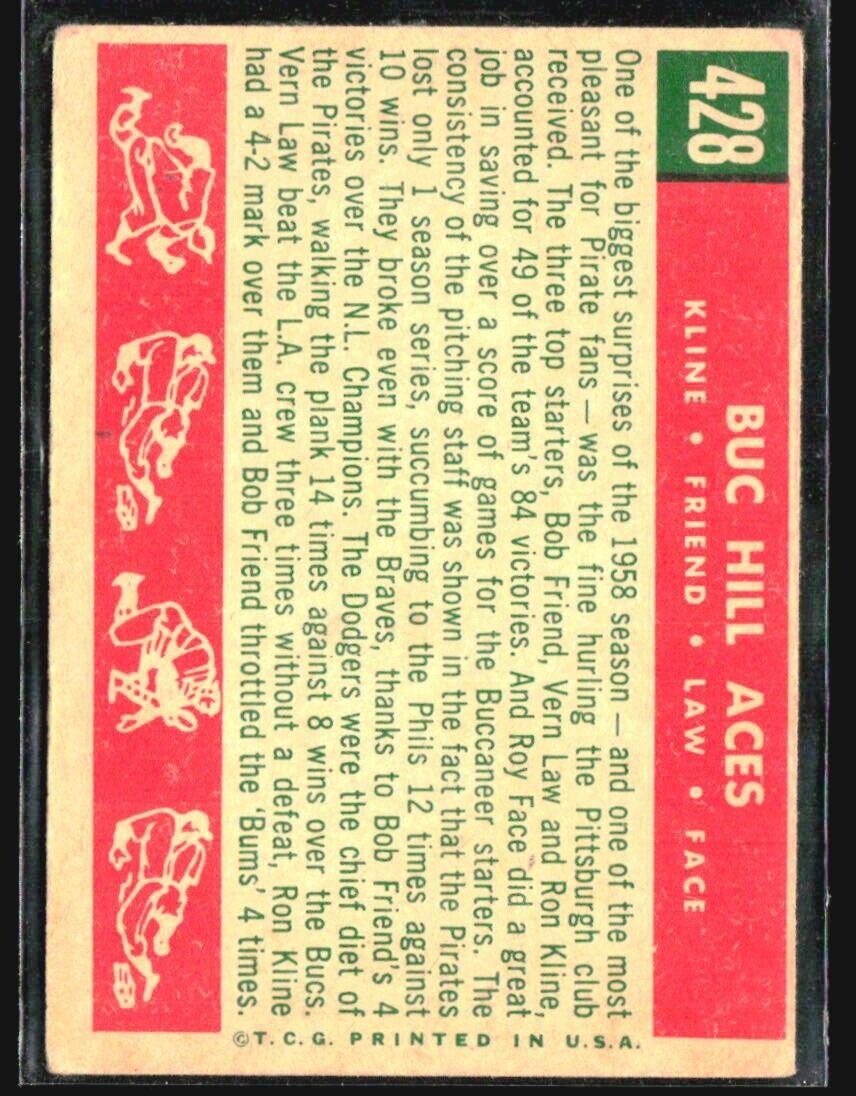 428
BUC HILL ACES
KLINE • FRIEND • LAW • FACE
One of the biggest surprises of the 1958 season — and one of the most
pleasant for Pirate fans — was the fine hurling the Pittsburgh club
received. The three top starters, Bob Friend, Vern Law and Ron Kline,
accounted for 49 of the team's 84 victories. And Roy Face did a great
job in saving over a score of games for the Buccaneer starters. The
consistency of the pitching staff was shown in the fact that the Pirates
lost only 1 season series, succumbing to the Phils 12 times against
10 wins. They broke even with the Braves, thanks to Bob Friend's 4
victories over the N.L. Champions. The Dodgers were the chief diet of
the Pirates, walking the plank 14 times against 8 wins over the Bucs.
Vern Law beat the L.A. crew three times without a defeat, Ron Kline
had a 4-2 mark over them and Bob Friend throttled the 'Bums' 4 times.
© T. C. G. PRINTED IN U.S.A.